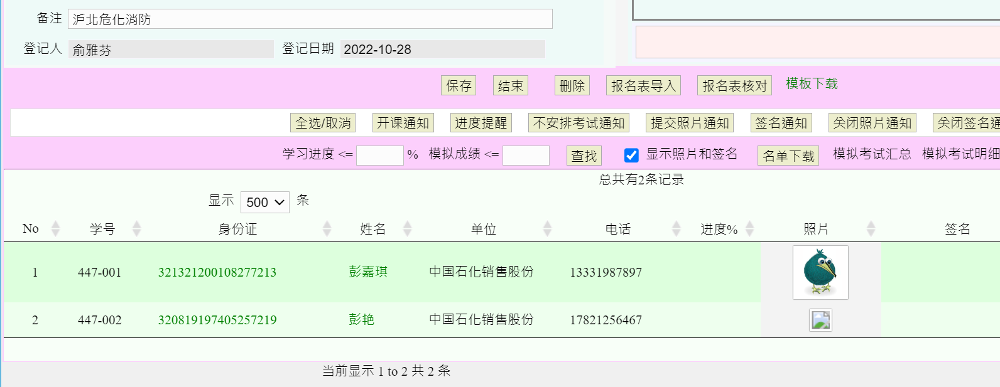 备注 沪北危化消防
登记人 俞雅芬 登记日期 2022-10-28
保存 结束 删除 报名表导入 报名表核对 模板下载
全选/取消 开课通知 进度提醒 不安排考试通知 提交照片通知 签名通知 关闭照片通知 关闭签名通
学习进度 <= % 模拟成绩 <= 查找 显示照片和签名 名单下载 模拟考试汇总 模拟考试明细
总共有2条记录
显示 500 条
No 学号 身份证 姓名 单位 电话 进度% 照片 签名
1 447-001 321321200108277213 彭嘉琪 中国石化销售股份 13331987897
2 447-002 320819197405257219 彭艳 中国石化销售股份 17821256467
当前显示 1 to 2 共 2 条